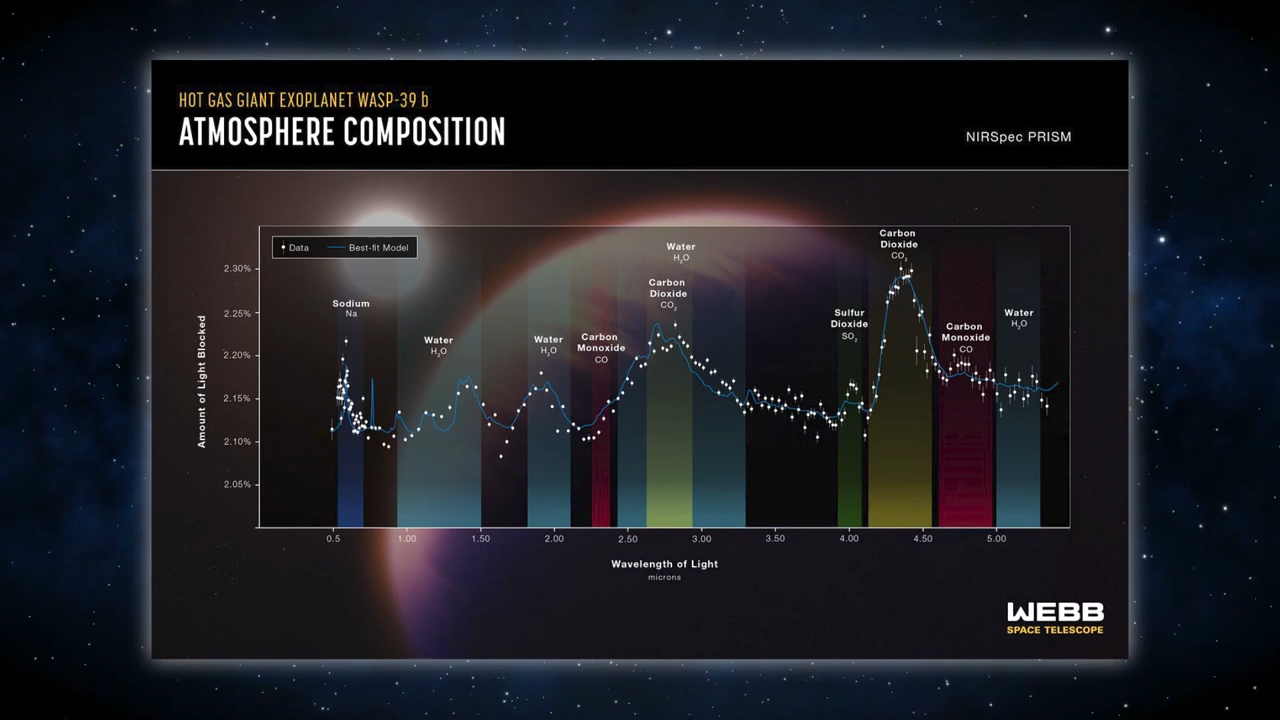 HOT GAS GIANT EXOPLANET WASP-39 b
ATMOSPHERE COMPOSITION
NIRSpec PRISM
Data
Best-fit Model
Sodium
Na
Water
H₂O
Water
H₂O
Carbon
Monoxide
CO
Water
H₂O
Carbon
Dioxide
CO₂
Sulfur
Dioxide
SO₂
Carbon
Dioxide
CO₂
Carbon
Monoxide
CO
Water
H₂O
Amount of Light Blocked
2.30%
2.25%
2.20%
2.15%
2.10%
2.05%
0.5 1.00 1.50 2.00 2.50 3.00 3.50 4.00 4.50 5.00
Wavelength of Light
microns
WEBB
SPACE TELESCOPE